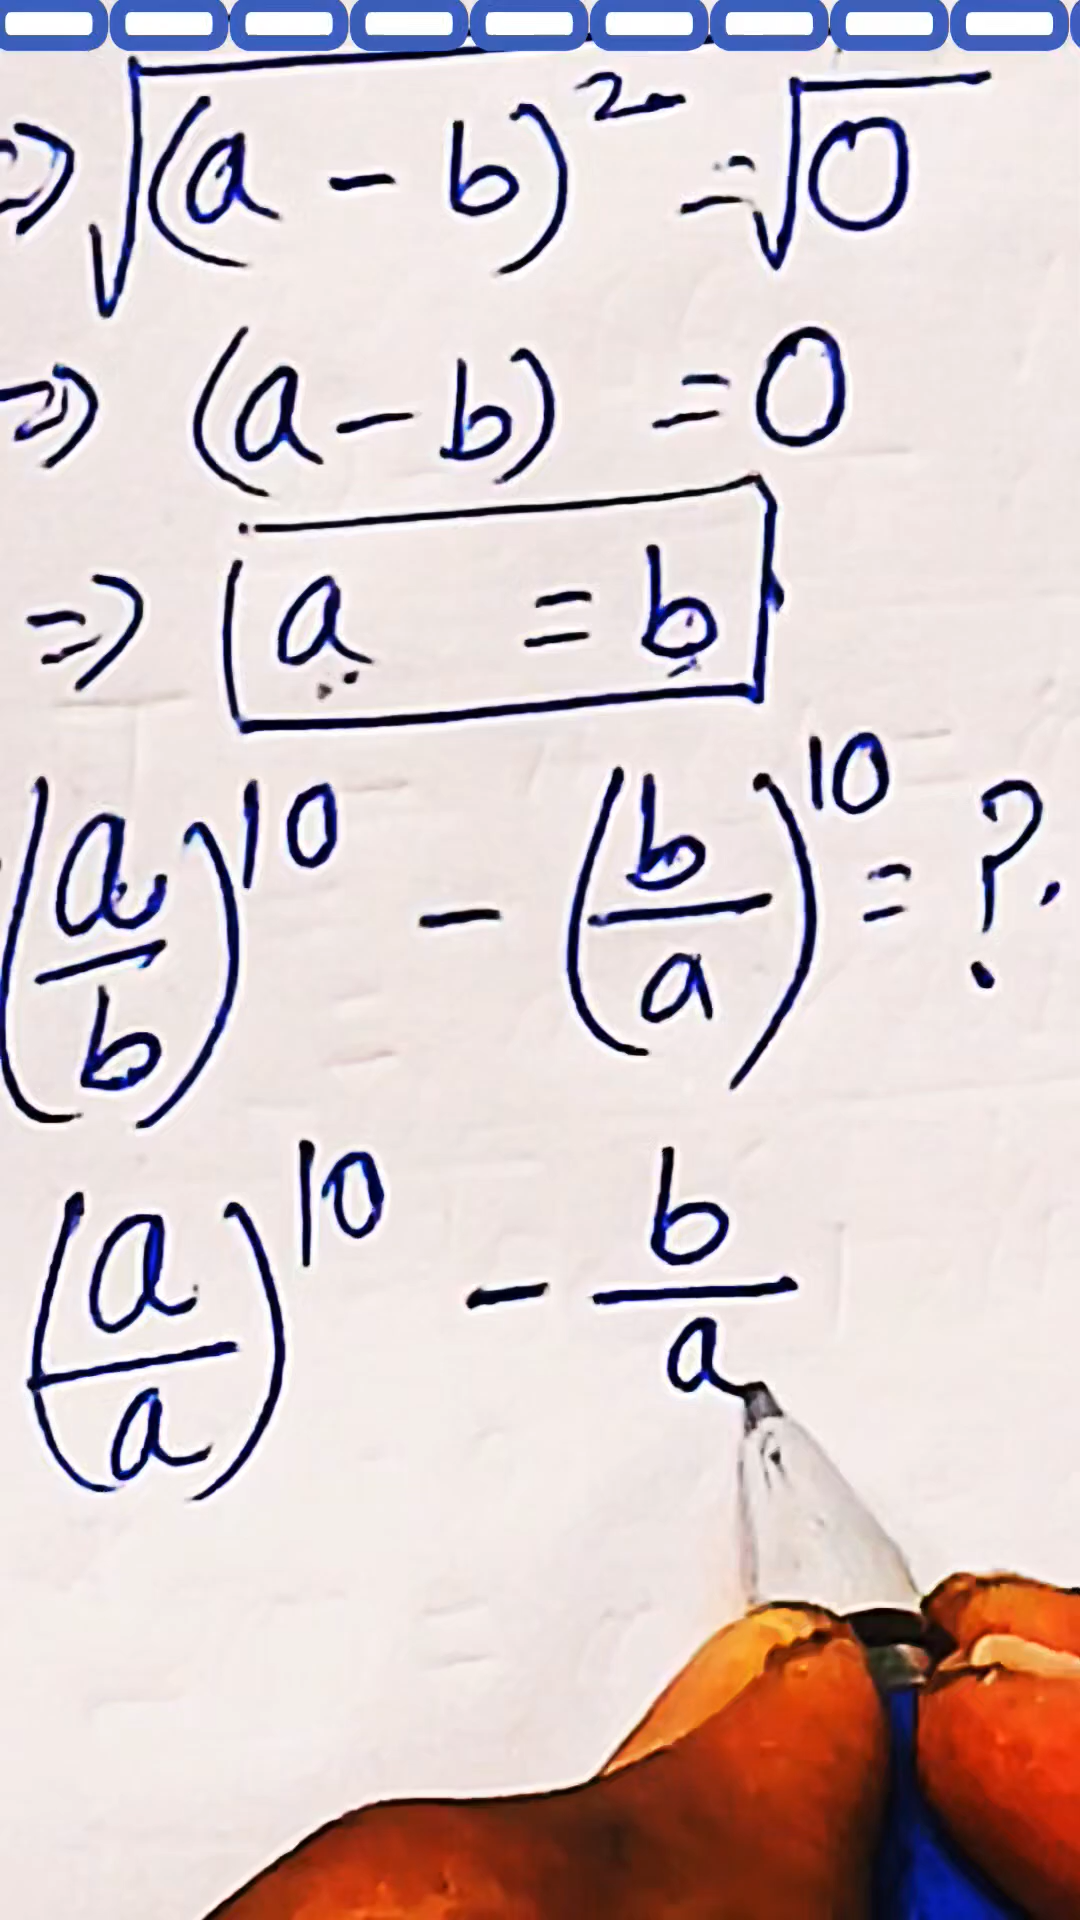 ⇒ √(a - b)² = √0
⇒ (a - b) = 0
⇒ a = b
(a/b)¹⁰ - (b/a)¹⁰ = ?
(a/a)¹⁰ - b/a